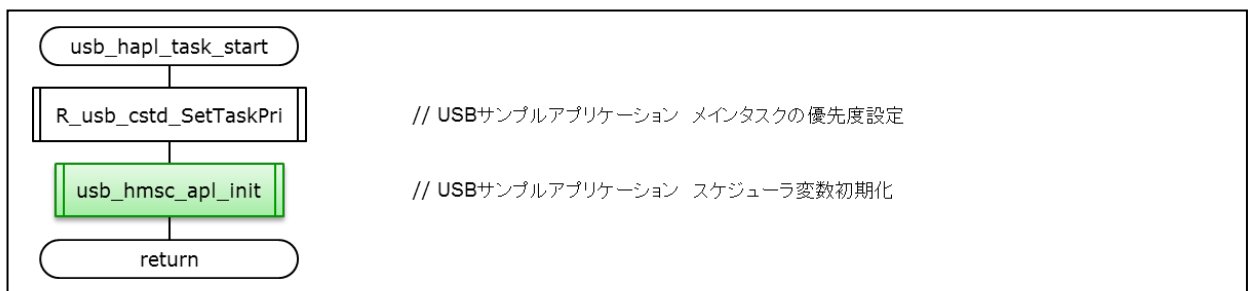 usb_hapl_task_start
R_usb_cstd_SetTaskPri // USBサンプルアプリケーション メインタスクの優先度設定
usb_hmsc_apl_init // USBサンプルアプリケーション スケジューラ変数初期化
return